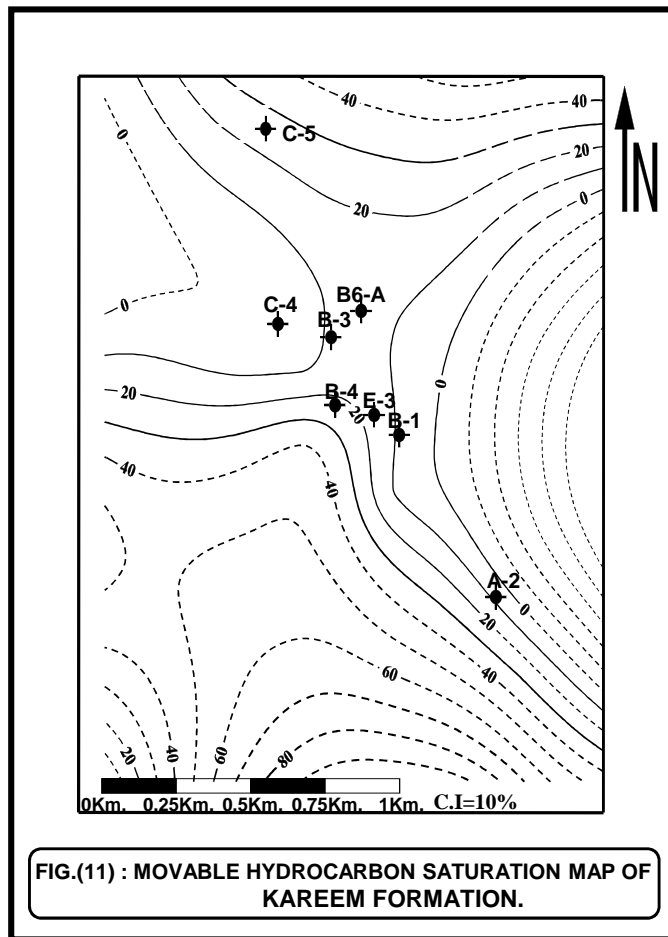 40
40
0
C-5
20
N
20
0
0
B6-A
C-4
B-3
0
20
B-4
E-3
20
B-1
40
40
A-2
0
20
40
60
20
40
60
80
0Km. 0.25Km. 0.5Km. 0.75Km. 1Km. C.I=10%
FIG.(11) : MOVABLE HYDROCARBON SATURATION MAP OF
KAREEM FORMATION.